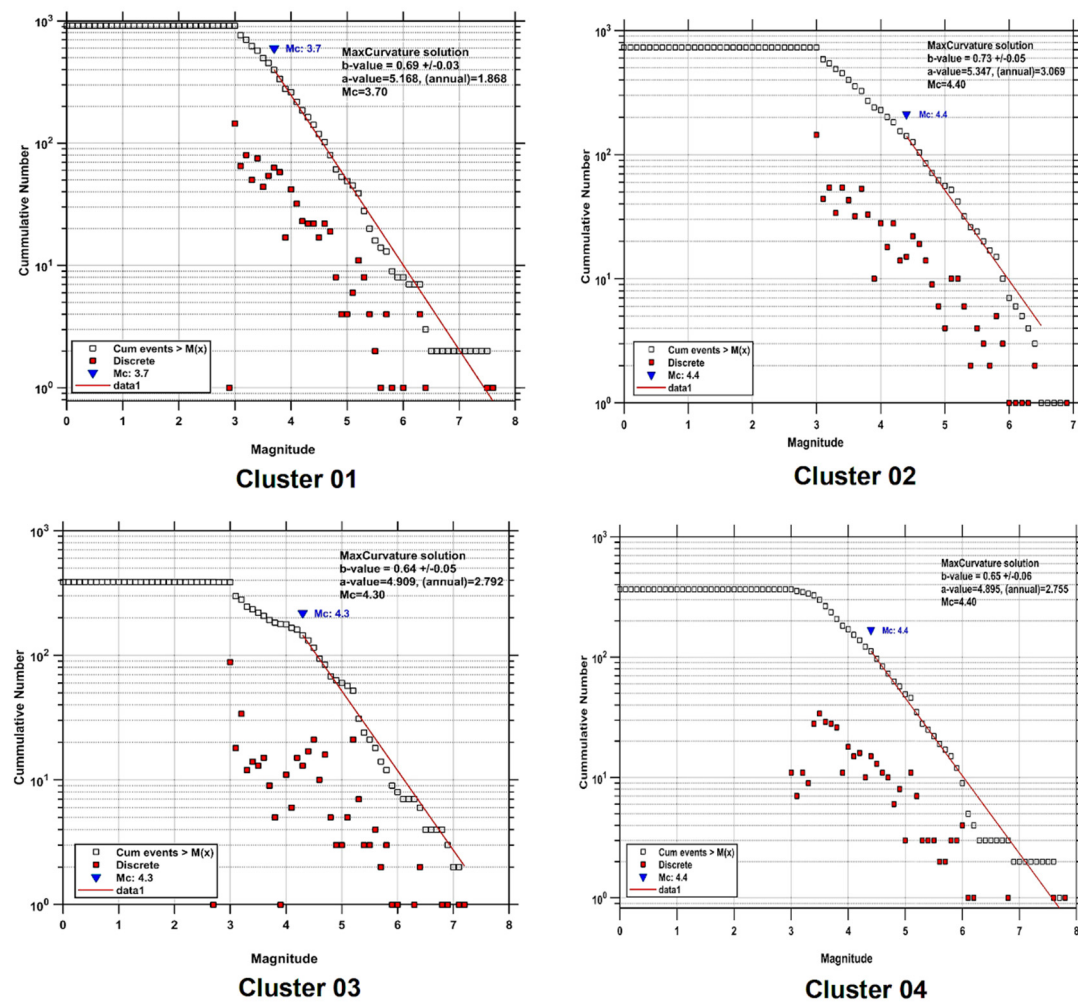 10³
10²
10¹
10⁰
Cummulative Number
Mc: 3.7
MaxCurvature solution
b-value = 0.69 +/-0.03
a-value=5.168, (annual)=1.868
Mc=3.70
Cum events > M(x)
Discrete
Mc: 3.7
data1
0 1 2 3 4 5 6 7 8
Magnitude
Cluster 01
10³
10²
10¹
10⁰
Cummulative Number
MaxCurvature solution
b-value = 0.73 +/-0.05
a-value=5.347, (annual)=3.069
Mc=4.40
Mc: 4.4
Cum events > M(x)
Discrete
Mc: 4.4
data1
0 1 2 3 4 5 6 7
Magnitude
Cluster 02
10³
10²
10¹
10⁰
Cummulative Number
MaxCurvature solution
b-value = 0.64 +/-0.05
a-value=4.909, (annual)=2.792
Mc=4.30
Mc: 4.3
Cum events > M(x)
Discrete
Mc: 4.3
data1
0 1 2 3 4 5 6 7 8
Magnitude
Cluster 03
10³
10²
10¹
10⁰
Cummulative Number
MaxCurvature solution
b-value = 0.65 +/-0.06
a-value=4.895, (annual)=2.755
Mc=4.40
Mc: 4.4
Cum events > M(x)
Discrete
Mc: 4.4
data1
0 1 2 3 4 5 6 7 8
Magnitude
Cluster 04